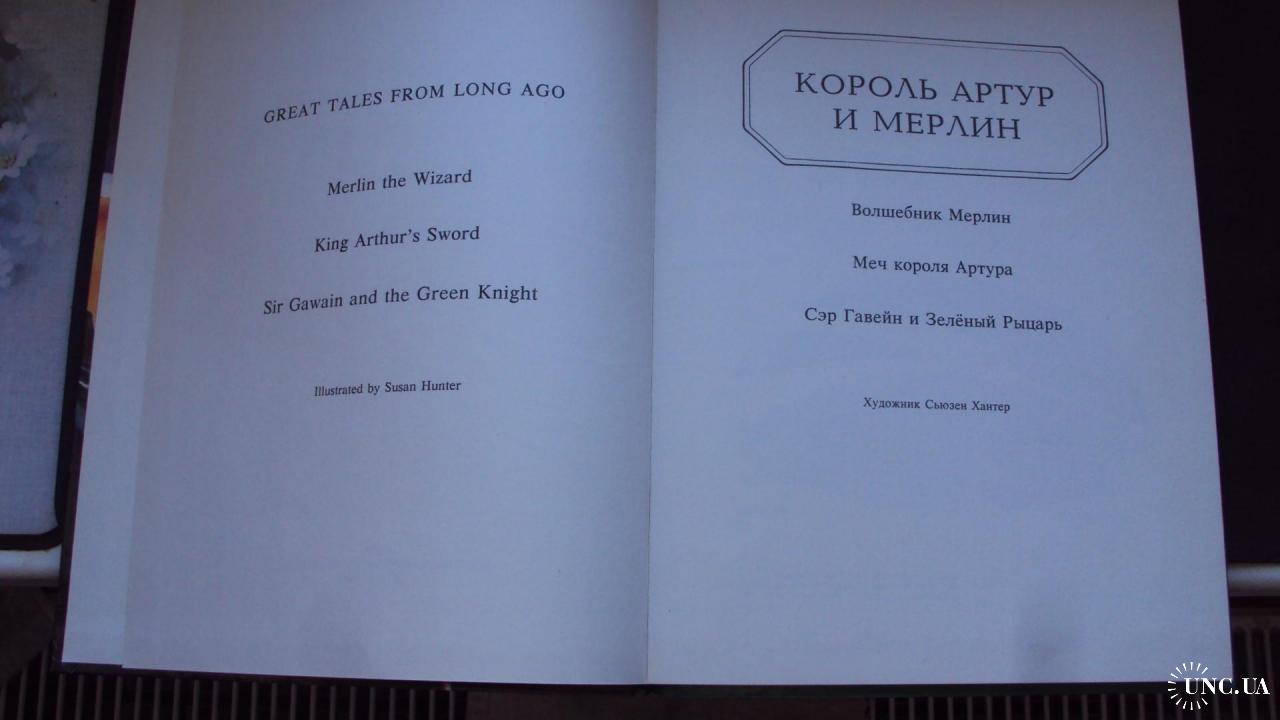 GREAT TALES FROM LONG AGO
Merlin the Wizard
King Arthur's Sword
Sir Gawain and the Green Knight
Illustrated by Susan Hunter
КОРОЛЬ АРТУР
И МЕРЛИН
Волшебник Мерлин
Меч короля Артура
Сэр Гавейн и Зелёный Рыцарь
Художник Сьюзен Хантер
UNC.UA